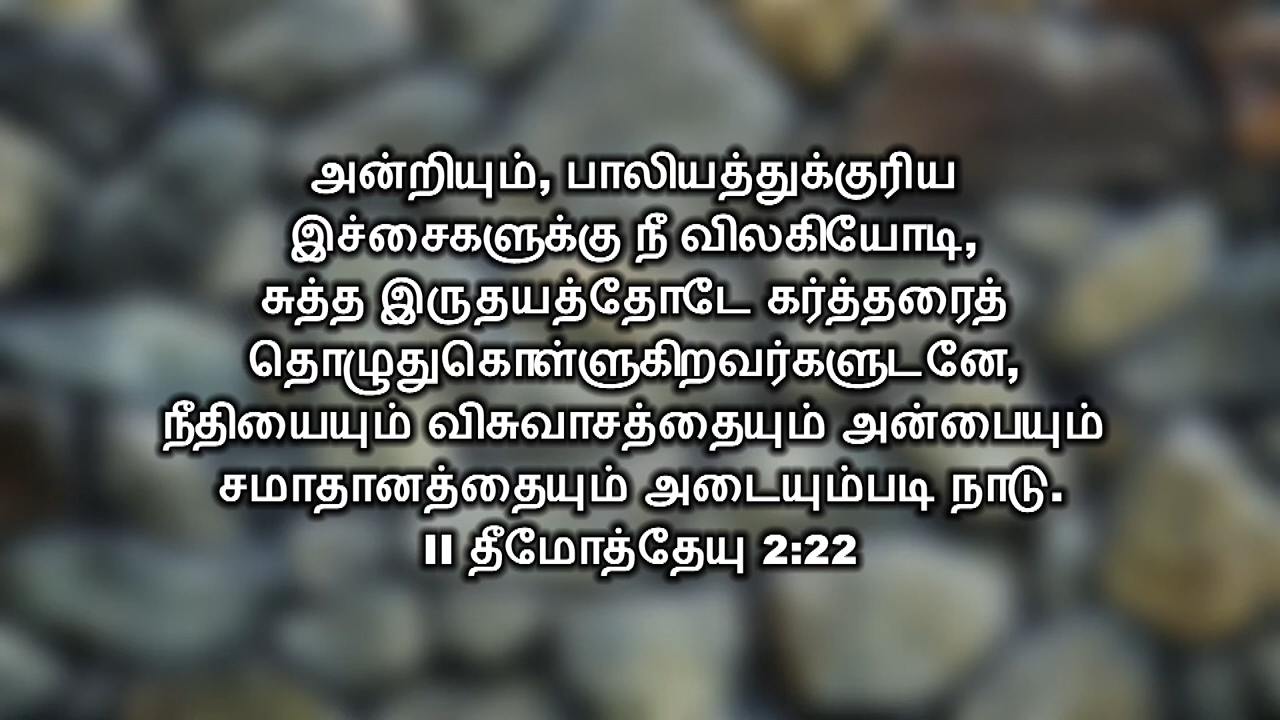 அன்றியும், பாலியத்துக்குரிய
இச்சைகளுக்கு நீ விலகியோடி,
சுத்த இருதயத்தோடே கர்த்தரைத்
தொழுதுகொள்ளுகிறவர்களுடனே,
நீதியையும் விசுவாசத்தையும் அன்பையும்
சமாதானத்தையும் அடையும்படி நாடு.
II தீமோத்தேயு 2:22